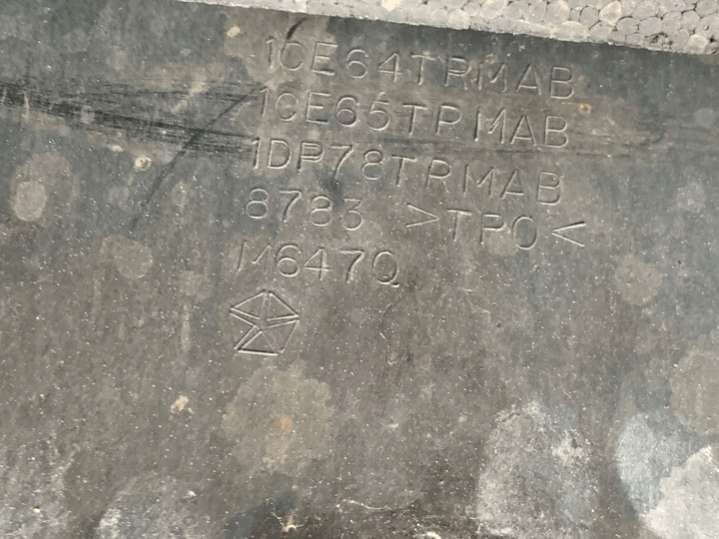 1CE64TRMAB
1CE65TRMAB
1DP78TRMAB
8783 >TPO<
M6470